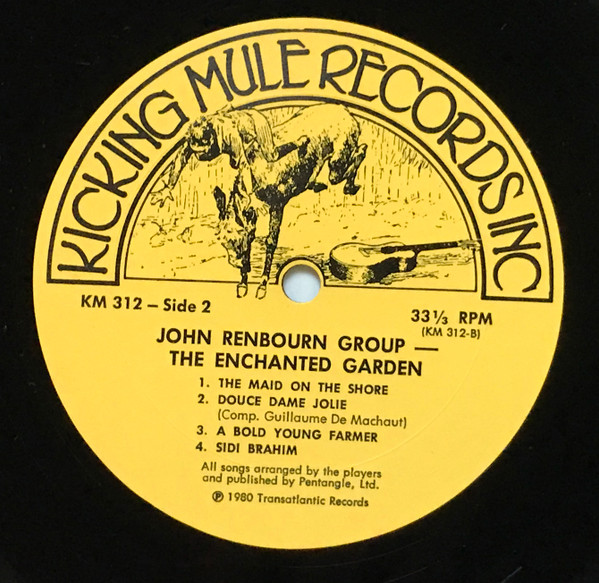 KICKING MULE RECORDS INC
KM 312 – Side 2
33 1/3 RPM
(KM 312-B)
JOHN RENBOURN GROUP —
THE ENCHANTED GARDEN
1. THE MAID ON THE SHORE
2. DOUCE DAME JOLIE
(Comp. Guillaume De Machaut)
3. A BOLD YOUNG FARMER
4. SIDI BRAHIM
All songs arranged by the players
and published by Pentangle, Ltd.
℗ 1980 Transatlantic Records